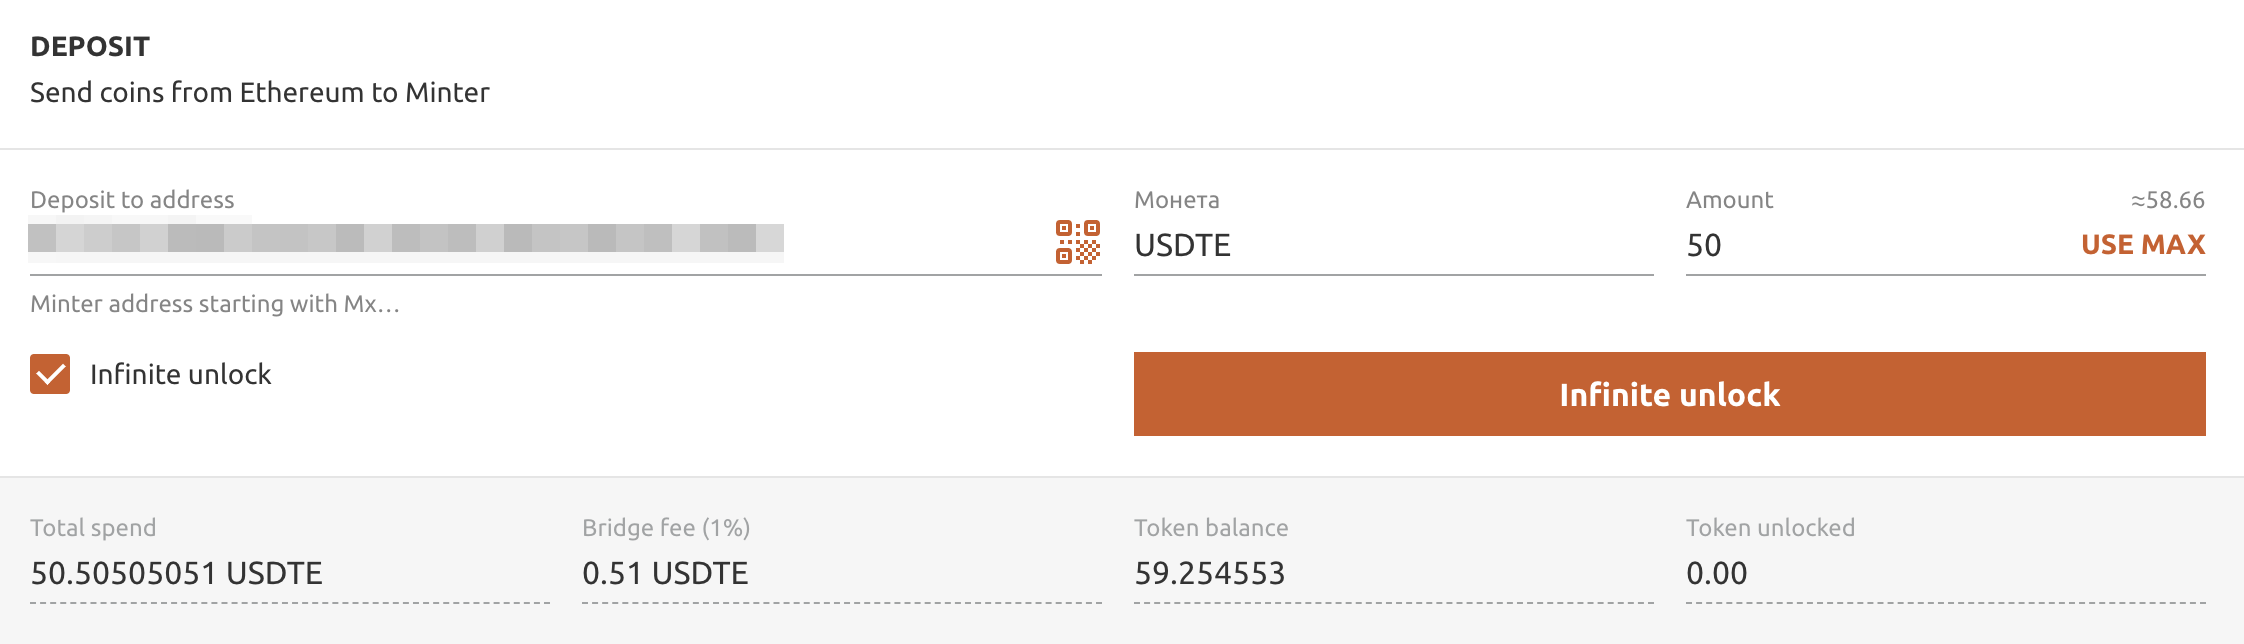 DEPOSIT
Send coins from Ethereum to Minter
Deposit to address
Minter address starting with Mx...
Монета
USDTE
Amount ≈58.66
50 USE MAX
Infinite unlock
Infinite unlock
Total spend
50.50505051 USDTE
Bridge fee (1%)
0.51 USDTE
Token balance
59.254553
Token unlocked
0.00